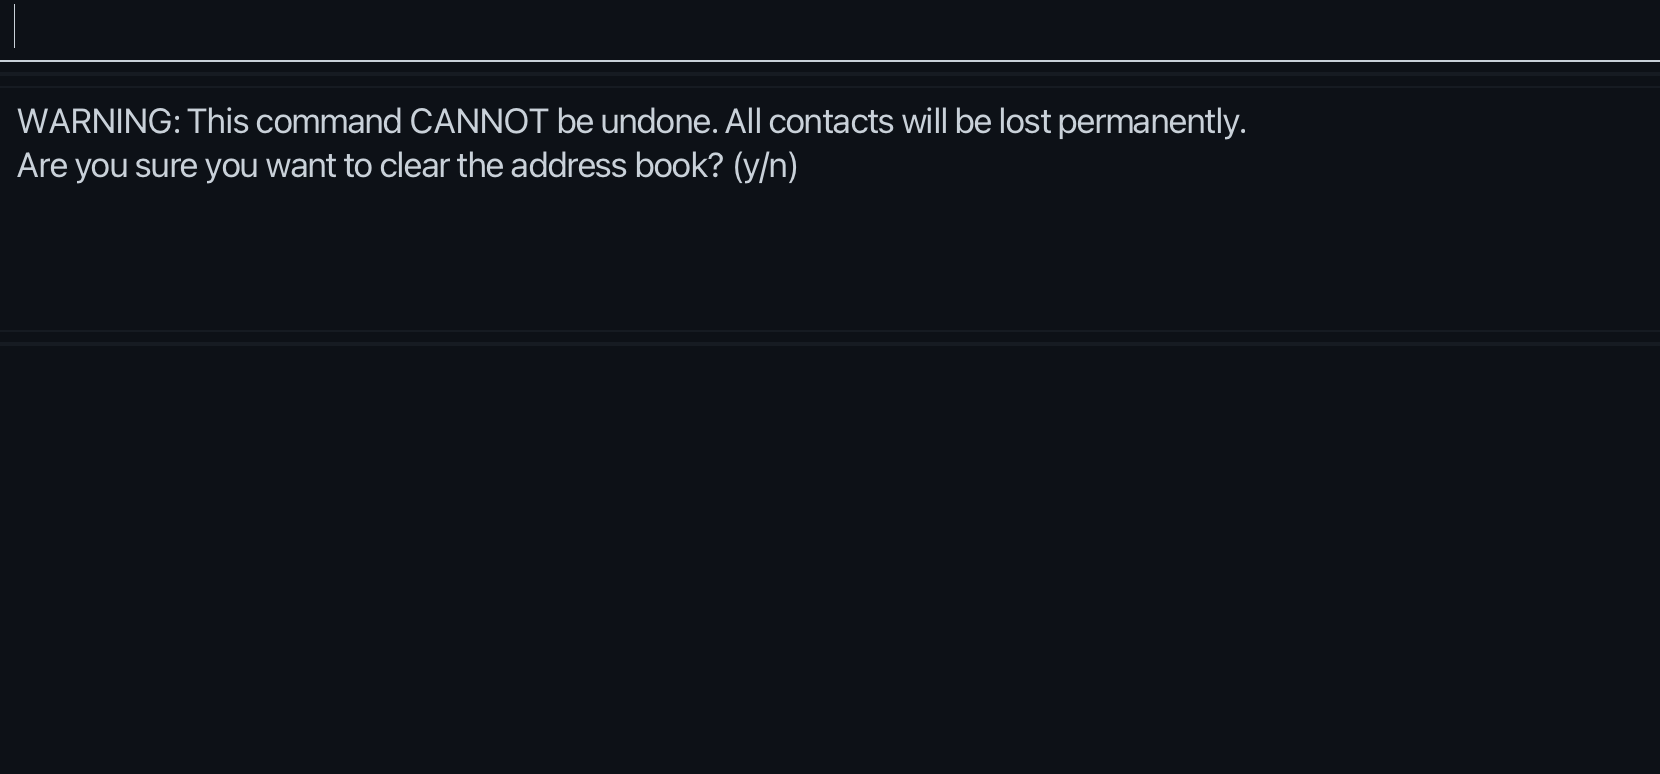 WARNING: This command CANNOT be undone. All contacts will be lost permanently.
Are you sure you want to clear the address book? (y/n)